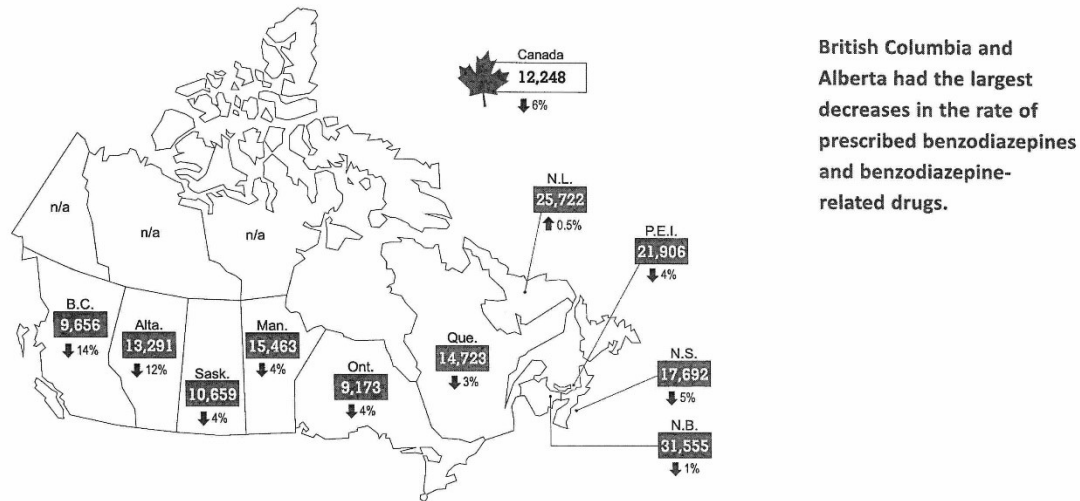 Canada
12,248
↓ 6%
British Columbia and
Alberta had the largest
decreases in the rate of
prescribed benzodiazepines
and benzodiazepine-
related drugs.
n/a
n/a
n/a
N.L.
25,722
↑ 0.5%
P.E.I.
21,906
↓ 4%
B.C.
9,656
↓ 14%
Alta.
13,291
↓ 12%
Sask.
10,659
↓ 4%
Man.
15,463
↓ 4%
Ont.
9,173
↓ 4%
Que.
14,723
↓ 3%
N.S.
17,692
↓ 5%
N.B.
31,555
↓ 1%